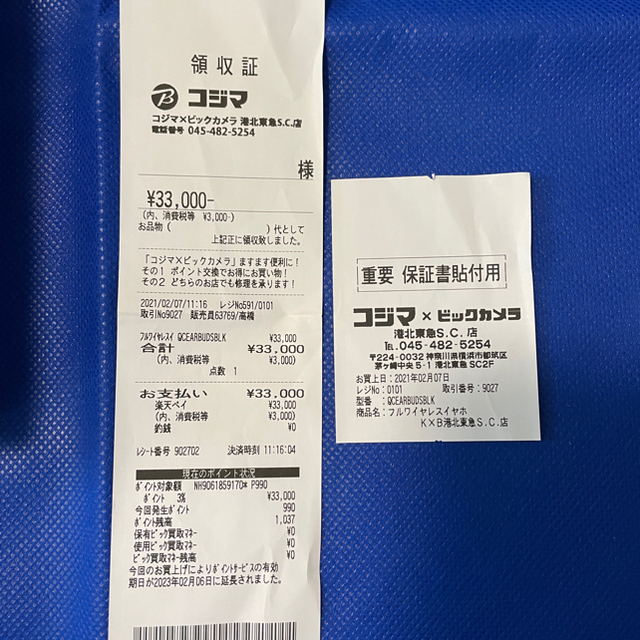 領収証
B コジマ
コジマ×ビックカメラ 港北東急S.C.店
電話番号 045-482-5254
様
¥33,000-
(内、消費税等 ¥3,000-)
お品物( )代として
上記正に領収致しました。
「コジマ×ビックカメラ」ますます便利に!
その1 ポイント交換でお得にお買い物!
その2 どちらのお店でも修理を承ります!
2021/02/07/11:16 レジNo591/0101
取引No9027 販売員63769/高橋
フルワイヤレスイ QCEARBUDSBLK ¥33,000
合計 ¥33,000
(内、消費税等 ¥3,000)
点数 1
お支払い ¥33,000
楽天ペイ ¥33,000
(内、消費税等 ¥3,000)
釣銭 ¥0
レシート番号 902702 決済時刻 11:16:04
現在のポイント状況
ポイント対象額 NH9061859170* P990
ポイント 3% ¥33,000
今回発生ポイント 990
ポイント残高 1,037
保有ビック買取マネー ¥0
使用ビック買取マネー ¥0
ビック買取マネー残高 ¥0
今回のお買上げによりポイントサービスの有効
期日が2023年02月06日に延長されました。
重要 保証書貼付用
コジマ×ビックカメラ
港北東急S.C.店
TEL.045-482-5254
〒224-0032 神奈川県横浜市都筑区
茅ヶ崎中央5-1 港北東急SC2F
お買上日:2021年02月07日
レジNo:0101 取引番号:9027
型番 :QCEARBUDSBLK
商品名:フルワイヤレスイヤホ
K×B港北東急S.C.店